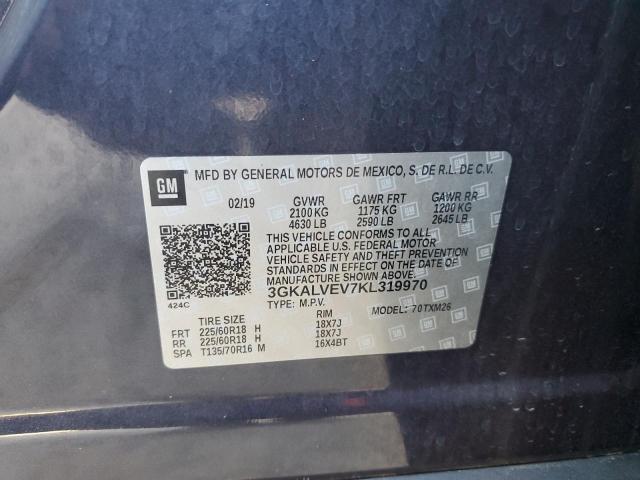 GM
MFD BY GENERAL MOTORS DE MEXICO, S. DE R.L. DE C.V.
02/19 GVWR GAWR FRT GAWR RR
2100 KG 1175 KG 1200 KG
4630 LB 2590 LB 2645 LB
THIS VEHICLE CONFORMS TO ALL
APPLICABLE U.S. FEDERAL MOTOR
VEHICLE SAFETY AND THEFT PREVENTION
STANDARDS IN EFFECT ON THE DATE OF
MANUFACTURE SHOWN ABOVE.
424C
3GKALVEV7KL319970
TYPE: M.P.V. MODEL: 70TXM26
TIRE SIZE RIM
FRT 225/60R18 H 18X7J
RR 225/60R18 H 18X7J
SPA T135/70R16 M 16X4BT